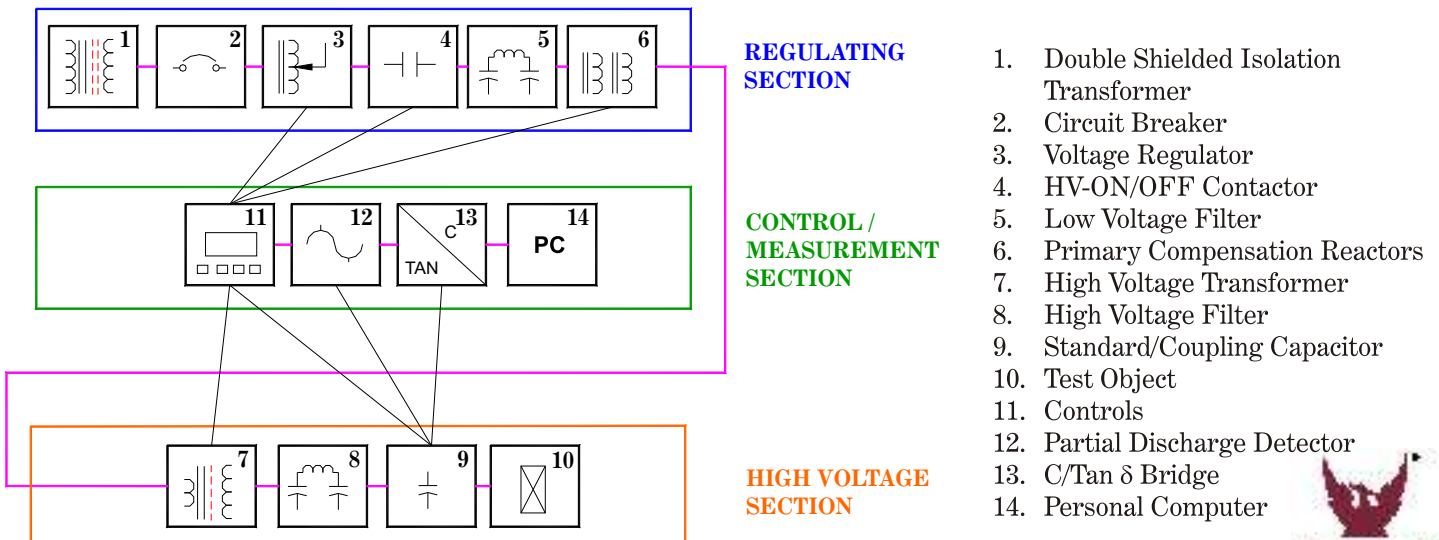 1 2 3 4 5 6
REGULATING
SECTION
11 12 13 14
C
TAN
PC
CONTROL /
MEASUREMENT
SECTION
7 8 9 10
HIGH VOLTAGE
SECTION
1. Double Shielded Isolation
Transformer
2. Circuit Breaker
3. Voltage Regulator
4. HV-ON/OFF Contactor
5. Low Voltage Filter
6. Primary Compensation Reactors
7. High Voltage Transformer
8. High Voltage Filter
9. Standard/Coupling Capacitor
10. Test Object
11. Controls
12. Partial Discharge Detector
13. C/Tan δ Bridge
14. Personal Computer